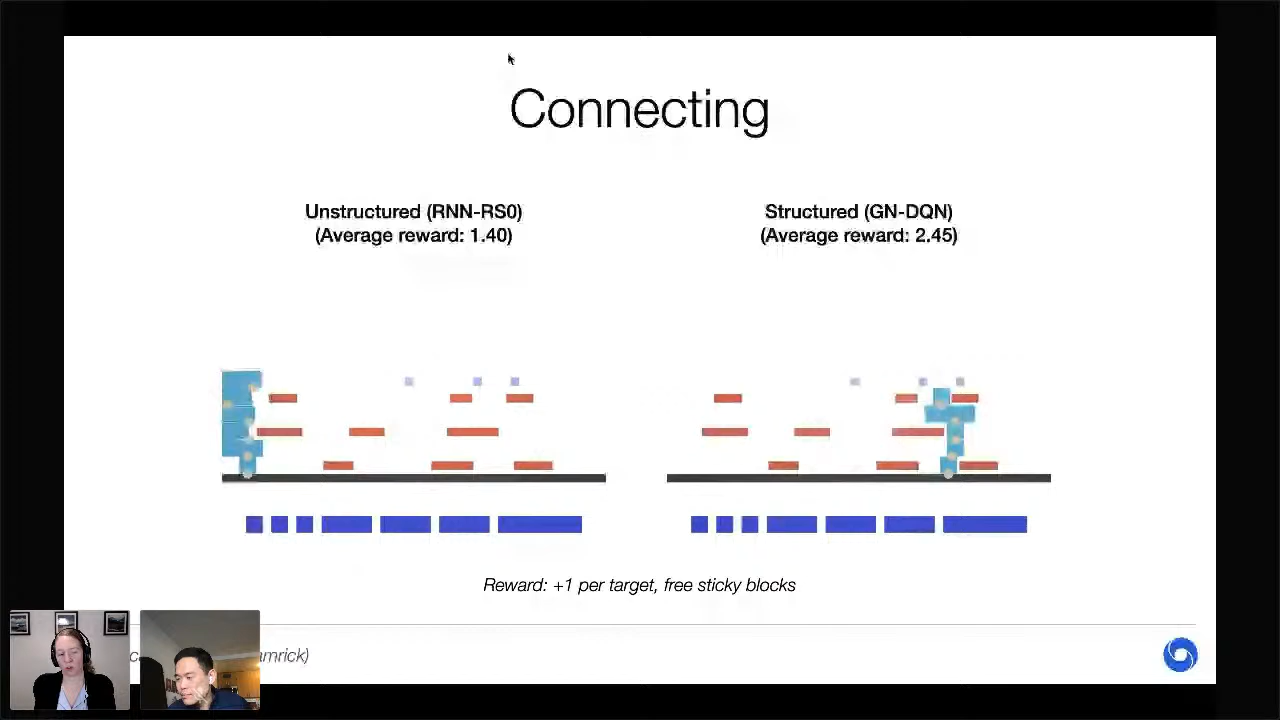 Connecting
Unstructured (RNN-RS0)
(Average reward: 1.40)
Structured (GN-DQN)
(Average reward: 2.45)
Reward: +1 per target, free sticky blocks